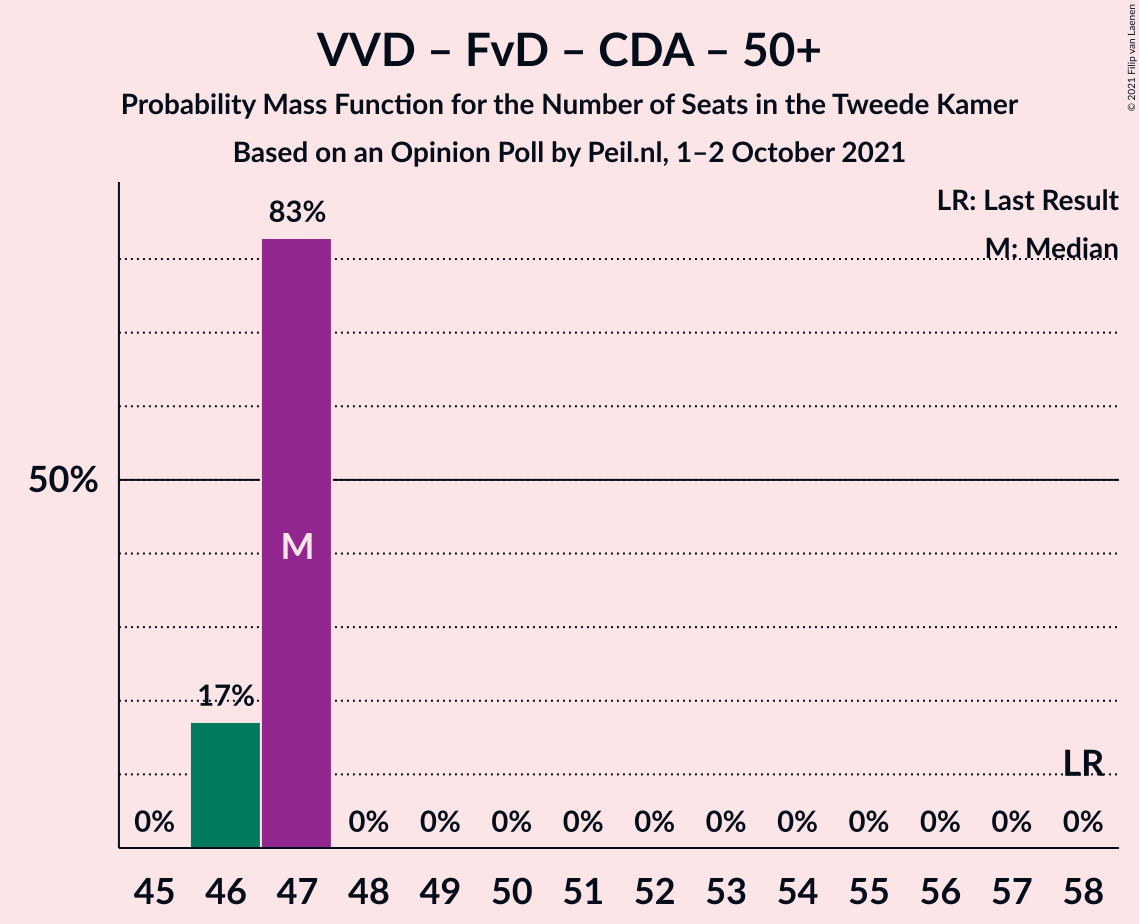 VVD – FvD – CDA – 50+
Probability Mass Function for the Number of Seats in the Tweede Kamer
Based on an Opinion Poll by Peil.nl, 1–2 October 2021
© 2021 Filip van Laenen
LR: Last Result
M: Median
83%
50%
M
17%
LR
0% 0% 0% 0% 0% 0% 0% 0% 0% 0% 0% 0%
45 46 47 48 49 50 51 52 53 54 55 56 57 58